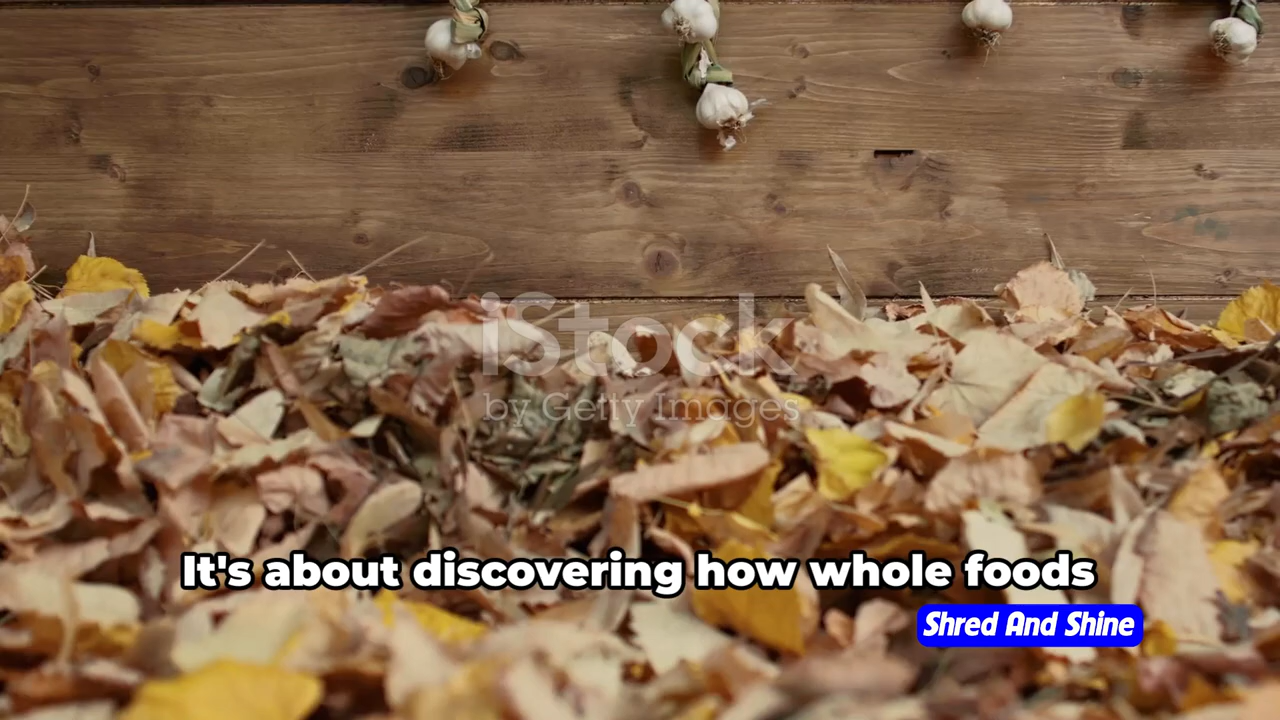 iStock
by Getty Images
It's about discovering how whole foods
Shred And Shine